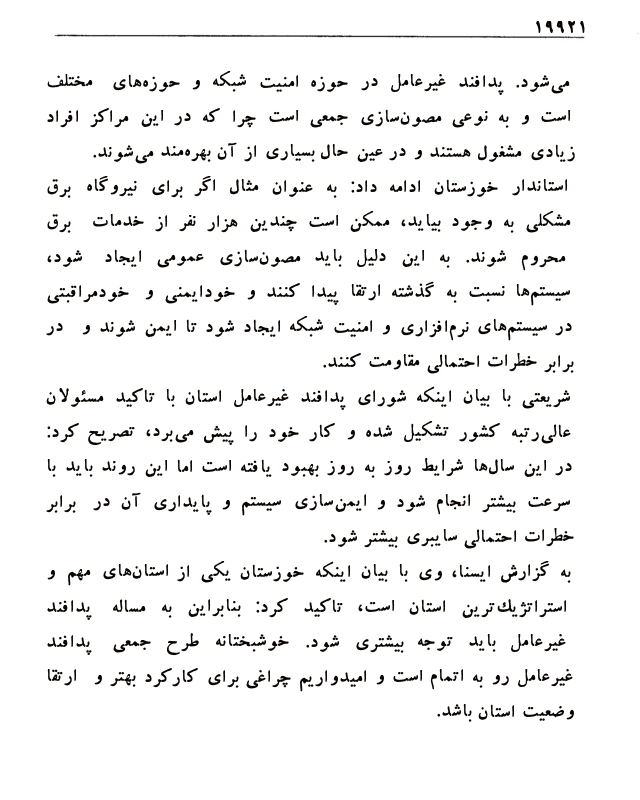 ۱۹۹۲۱
می‌شود. پدافند غیرعامل در حوزه امنیت شبکه و حوزه‌های مختلف
است و به نوعی مصون‌سازی جمعی است چرا که در این مراکز افراد
زیادی مشغول هستند و در عین حال بسیاری از آن بهره‌مند می‌شوند.
استاندار خوزستان ادامه داد: به عنوان مثال اگر برای نیروگاه برق
مشکلی به وجود بیاید، ممکن است چندین هزار نفر از خدمات برق
محروم شوند. به این دلیل باید مصون‌سازی عمومی ایجاد شود،
سیستم‌ها نسبت به گذشته ارتقا پیدا کنند و خودایمنی و خودمراقبتی
در سیستم‌های نرم‌افزاری و امنیت شبکه ایجاد شود تا ایمن شوند و در
برابر خطرات احتمالی مقاومت کنند.
شریعتی با بیان اینکه شورای پدافند غیرعامل استان با تاکید مسئولان
عالی‌رتبه کشور تشکیل شده و کار خود را پیش می‌برد، تصریح کرد:
در این سال‌ها شرایط روز به روز بهبود یافته است اما این روند باید با
سرعت بیشتر انجام شود و ایمن‌سازی سیستم و پایداری آن در برابر
خطرات احتمالی سایبری بیشتر شود.
به گزارش ایسنا، وی با بیان اینکه خوزستان یکی از استان‌های مهم و
استراتژیک‌ترین استان است، تاکید کرد: بنابراین به مساله پدافند
غیرعامل باید توجه بیشتری شود. خوشبختانه طرح جمعی پدافند
غیرعامل رو به اتمام است و امیدواریم چراغی برای کارکرد بهتر و ارتقا
وضعیت استان باشد.